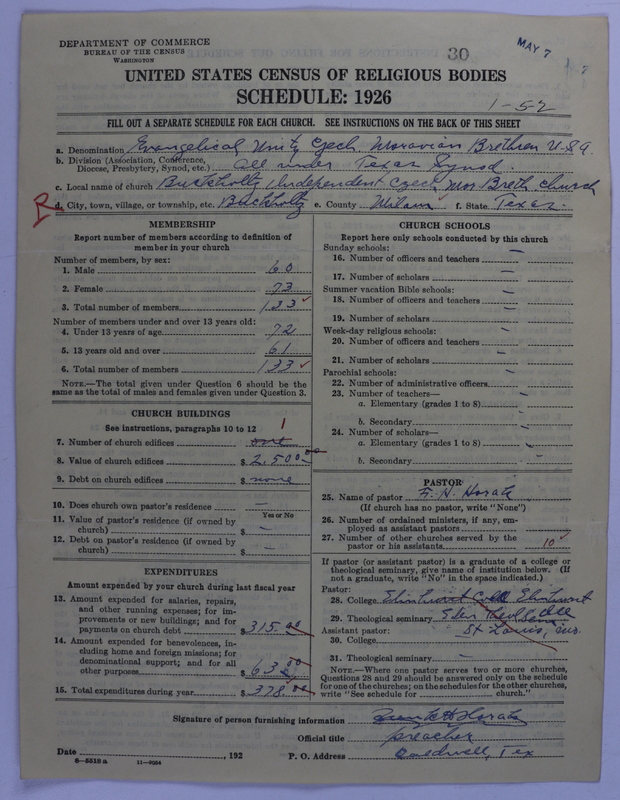 DEPARTMENT OF COMMERCE
BUREAU OF THE CENSUS
WASHINGTON
30
MAY 7
UNITED STATES CENSUS OF RELIGIOUS BODIES
SCHEDULE: 1926
1-52
FILL OUT A SEPARATE SCHEDULE FOR EACH CHURCH. SEE INSTRUCTIONS ON THE BACK OF THIS SHEET
a. Denomination Evangelical Unity Czech Moravian Brethren U.S.A.
b. Division (Association, Conference,
Diocese, Presbytery, Synod, etc.) all under Texas Synod
c. Local name of church Buckholtz Independent Czech Mor Breth. Church
R d. City, town, village, or township, etc. Buckholtz e. County Milam f. State Texas
MEMBERSHIP
Report number of members according to definition of
member in your church
Number of members, by sex:
1. Male 60
2. Female 73
3. Total number of members 133
Number of members under and over 13 years old:
4. Under 13 years of age 72
5. 13 years old and over 61
6. Total number of members 133
NOTE.—The total given under Question 6 should be the
same as the total of males and females given under Question 3.
CHURCH BUILDINGS
See instructions, paragraphs 10 to 12
7. Number of church edifices one 1
8. Value of church edifices $ 2,500 00
9. Debt on church edifices $ none
10. Does church own pastor's residence —
Yes or No
11. Value of pastor's residence (if owned by
church) $ —
12. Debt on pastor's residence (if owned by
church) $ —
EXPENDITURES
Amount expended by your church during last fiscal year
13. Amount expended for salaries, repairs,
and other running expenses; for im-
provements or new buildings; and for
payments on church debt $ 315.00
14. Amount expended for benevolences, in-
cluding home and foreign missions; for
denominational support; and for all
other purposes $ 63.00
15. Total expenditures during year $ 378.00
CHURCH SCHOOLS
Report here only schools conducted by this church
Sunday schools: —
16. Number of officers and teachers —
17. Number of scholars —
Summer vacation Bible schools: —
18. Number of officers and teachers —
19. Number of scholars —
Week-day religious schools: —
20. Number of officers and teachers —
21. Number of scholars —
Parochial schools: —
22. Number of administrative officers —
23. Number of teachers—
a. Elementary (grades 1 to 8) —
b. Secondary —
24. Number of scholars—
a. Elementary (grades 1 to 8) —
b. Secondary —
PASTOR
25. Name of pastor F. H. Horak
(If church has no pastor, write "None")
26. Number of ordained ministers, if any, em-
ployed as assistant pastors
27. Number of other churches served by the
pastor or his assistants 10
If pastor (or assistant pastor) is a graduate of a college or
theological seminary, give name of institution below. (If
not a graduate, write "No" in the space indicated.)
Pastor:
28. College Elmhurst Coll Elmhurst
29. Theological seminary Eden Theol Sem
Assistant pastor: St Louis, Mo.
30. College
31. Theological seminary
NOTE.—Where one pastor serves two or more churches,
Questions 28 and 29 should be answered only on the schedule
for one of the churches; on the schedules for the other churches,
write "See schedule for church."
Signature of person furnishing information Horak
Official title preacher
Date , 192 P. O. Address Caldwell, Tex
8—5518 a 11—9034